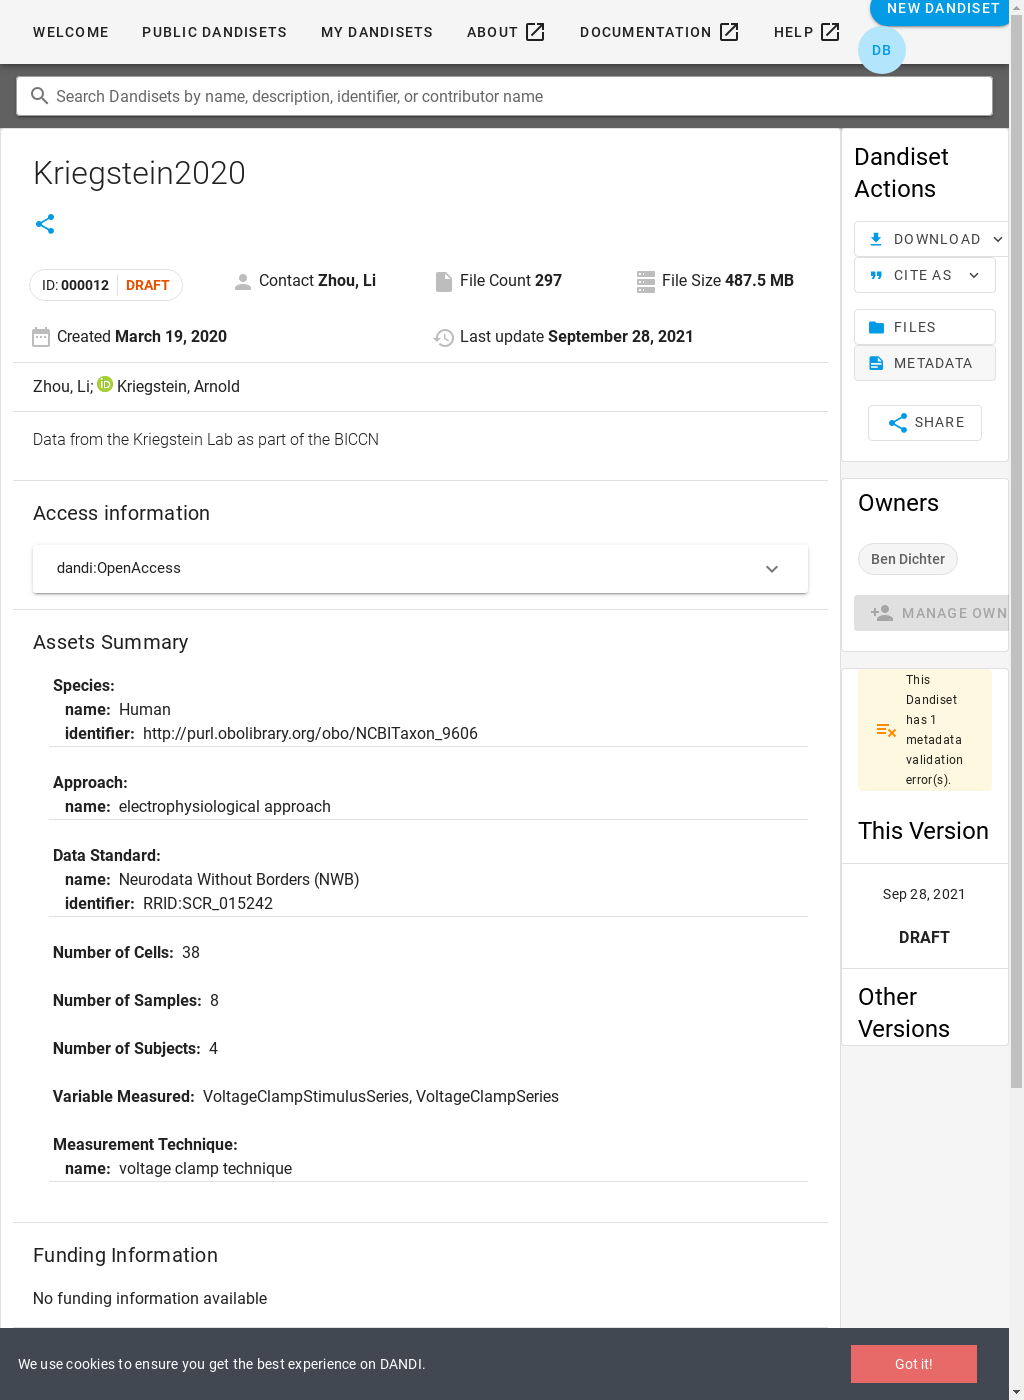 WELCOME
PUBLIC DANDISETS
MY DANDISETS
ABOUT
DOCUMENTATION
HELP
NEW DANDISET
DB
Search Dandisets by name, description, identifier, or contributor name
Kriegstein2020
ID: 000012 DRAFT
Contact Zhou, Li
File Count 297
File Size 487.5 MB
Created March 19, 2020
Last update September 28, 2021
Zhou, Li; iD Kriegstein, Arnold
Data from the Kriegstein Lab as part of the BICCN
Access information
dandi:OpenAccess
Assets Summary
Species:
name: Human
identifier: http://purl.obolibrary.org/obo/NCBITaxon_9606
Approach:
name: electrophysiological approach
Data Standard:
name: Neurodata Without Borders (NWB)
identifier: RRID:SCR_015242
Number of Cells: 38
Number of Samples: 8
Number of Subjects: 4
Variable Measured: VoltageClampStimulusSeries, VoltageClampSeries
Measurement Technique:
name: voltage clamp technique
Funding Information
No funding information available
Dandiset
Actions
DOWNLOAD
CITE AS
FILES
METADATA
SHARE
Owners
Ben Dichter
MANAGE OWN
This
Dandiset
has 1
metadata
validation
error(s).
This Version
Sep 28, 2021
DRAFT
Other
Versions
We use cookies to ensure you get the best experience on DANDI.
Got it!